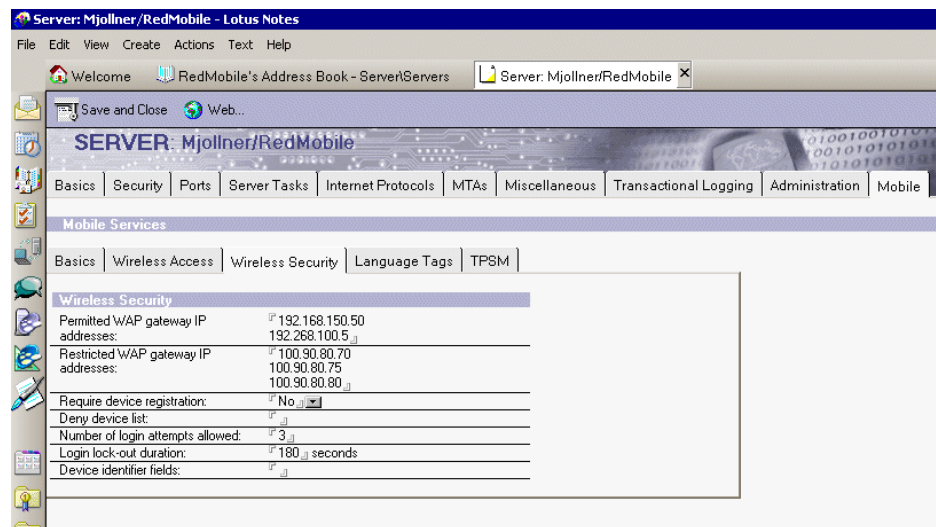 Server: Mjollner/RedMobile - Lotus Notes
File Edit View Create Actions Text Help
Welcome RedMobile's Address Book - Server\Servers Server: Mjollner/RedMobile
Save and Close Web...
SERVER: Mjollner/RedMobile
Basics Security Ports Server Tasks Internet Protocols MTAs Miscellaneous Transactional Logging Administration Mobile
Mobile Services
Basics Wireless Access Wireless Security Language Tags TPSM
Wireless Security
Permitted WAP gateway IP 192.168.150.50
addresses: 192.268.100.5
Restricted WAP gateway IP 100.90.80.70
addresses: 100.90.80.75
100.90.80.80
Require device registration: No
Deny device list:
Number of login attempts allowed: 3
Login lock-out duration: 180 seconds
Device identifier fields: